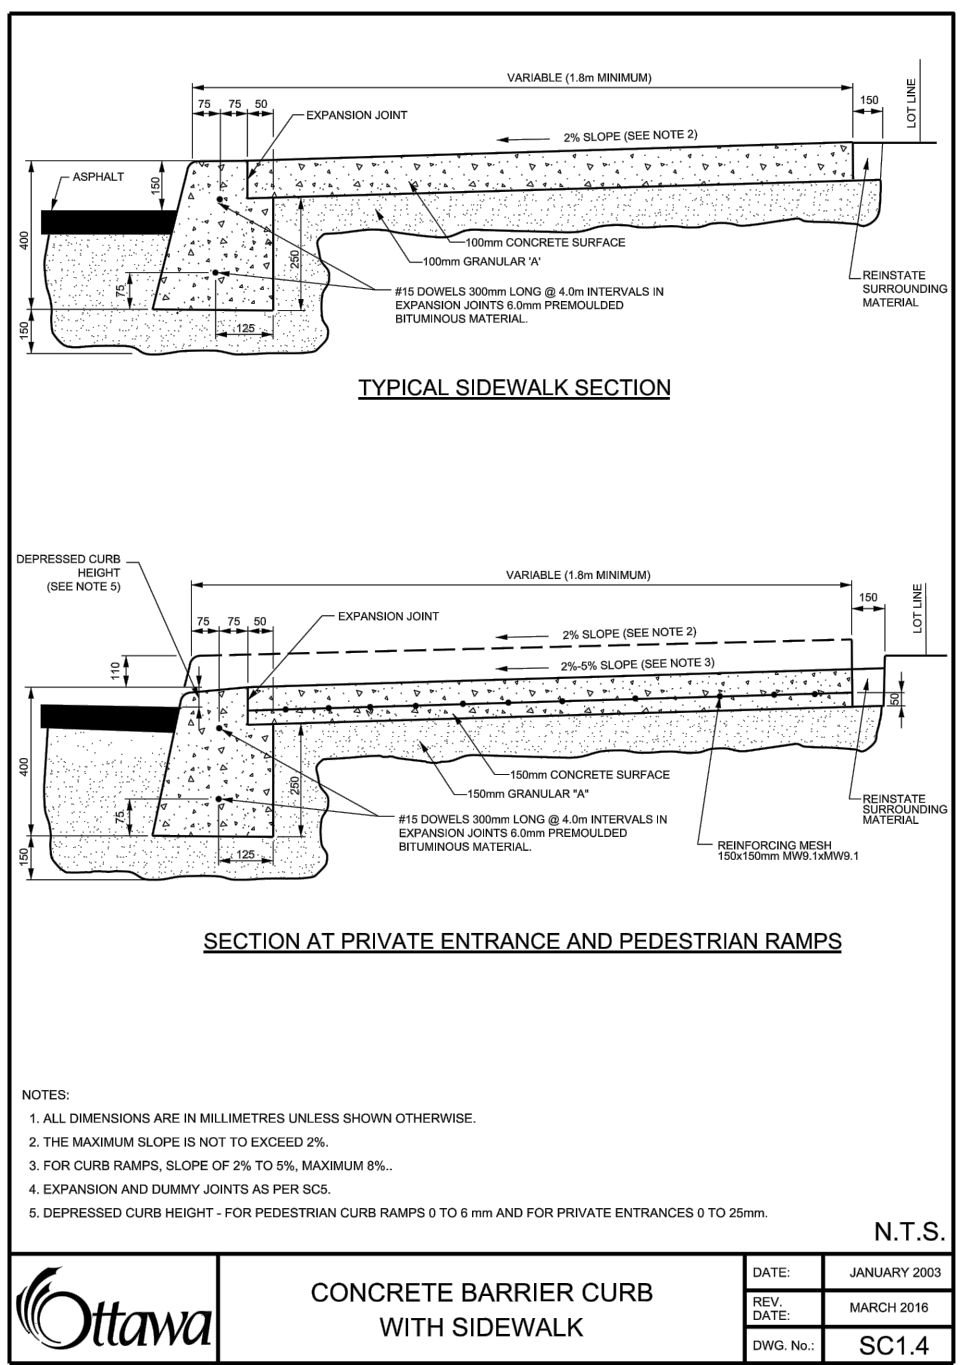 VARIABLE (1.8m MINIMUM)
75 75 50
150
LOT LINE
EXPANSION JOINT
2% SLOPE (SEE NOTE 2)
ASPHALT
150
400
100mm CONCRETE SURFACE
250
100mm GRANULAR 'A'
REINSTATE
SURROUNDING
MATERIAL
75
#15 DOWELS 300mm LONG @ 4.0m INTERVALS IN
EXPANSION JOINTS 6.0mm PREMOULDED
BITUMINOUS MATERIAL.
150
125
TYPICAL SIDEWALK SECTION
DEPRESSED CURB
HEIGHT
(SEE NOTE 5)
VARIABLE (1.8m MINIMUM)
150
LOT LINE
75 75 50
EXPANSION JOINT
2% SLOPE (SEE NOTE 2)
110
2%-5% SLOPE (SEE NOTE 3)
50
400
150mm CONCRETE SURFACE
250
150mm GRANULAR "A"
REINSTATE
SURROUNDING
MATERIAL
75
#15 DOWELS 300mm LONG @ 4.0m INTERVALS IN
EXPANSION JOINTS 6.0mm PREMOULDED
BITUMINOUS MATERIAL.
REINFORCING MESH
150x150mm MW9.1xMW9.1
150
125
SECTION AT PRIVATE ENTRANCE AND PEDESTRIAN RAMPS
NOTES:
1. ALL DIMENSIONS ARE IN MILLIMETRES UNLESS SHOWN OTHERWISE.
2. THE MAXIMUM SLOPE IS NOT TO EXCEED 2%.
3. FOR CURB RAMPS, SLOPE OF 2% TO 5%, MAXIMUM 8%..
4. EXPANSION AND DUMMY JOINTS AS PER SC5.
5. DEPRESSED CURB HEIGHT - FOR PEDESTRIAN CURB RAMPS 0 TO 6 mm AND FOR PRIVATE ENTRANCES 0 TO 25mm.
N.T.S.
Ottawa
CONCRETE BARRIER CURB
WITH SIDEWALK
DATE: JANUARY 2003
REV.
DATE: MARCH 2016
DWG. No.: SC1.4